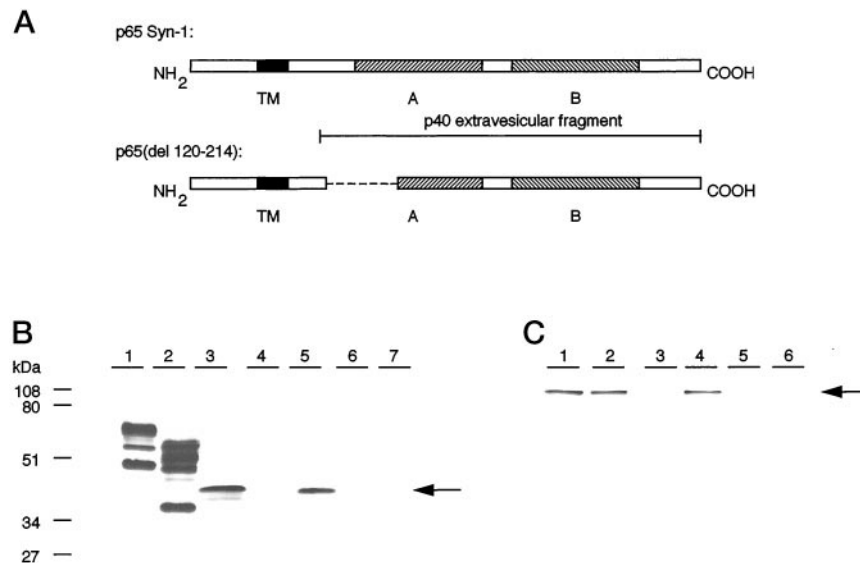 A
p65 Syn-1:
NH2 COOH
TM A B
p40 extravesicular fragment
p65(del 120-214):
NH2 COOH
TM A B
B
1 2 3 4 5 6 7
kDa
108
80
51
34
27
C
1 2 3 4 5 6